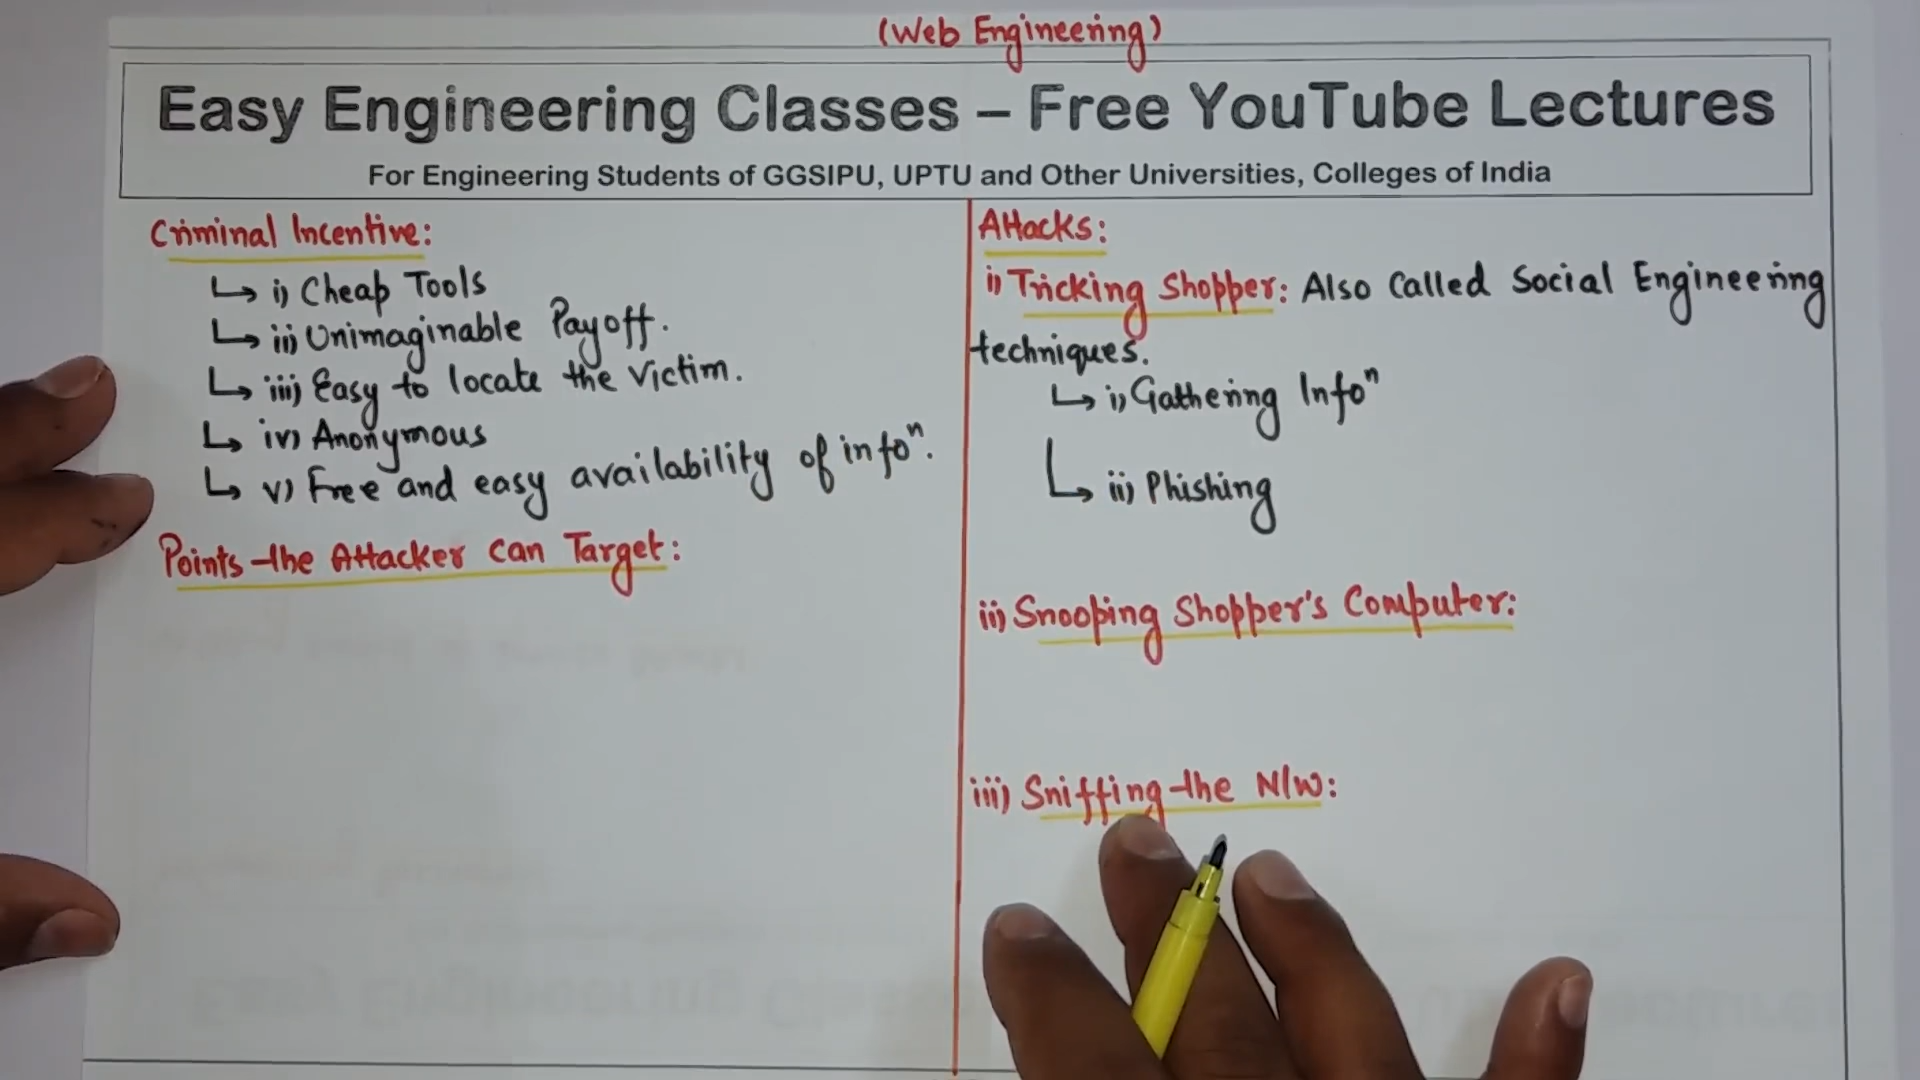 (Web Engineering)
Easy Engineering Classes – Free YouTube Lectures
For Engineering Students of GGSIPU, UPTU and Other Universities, Colleges of India
Criminal Incentive:
↳ i) Cheap Tools
↳ ii) Unimaginable Payoff.
↳ iii) Easy to locate the victim.
↳ iv) Anonymous
↳ v) Free and easy availability of infoⁿ.
Points the Attacker can Target:
Attacks:
i) Tricking Shopper: Also Called Social Engineering
techniques.
↳ i) Gathering Infoⁿ
↳ ii) Phishing
ii) Snooping Shopper's Computer:
iii) Sniffing the N/W: